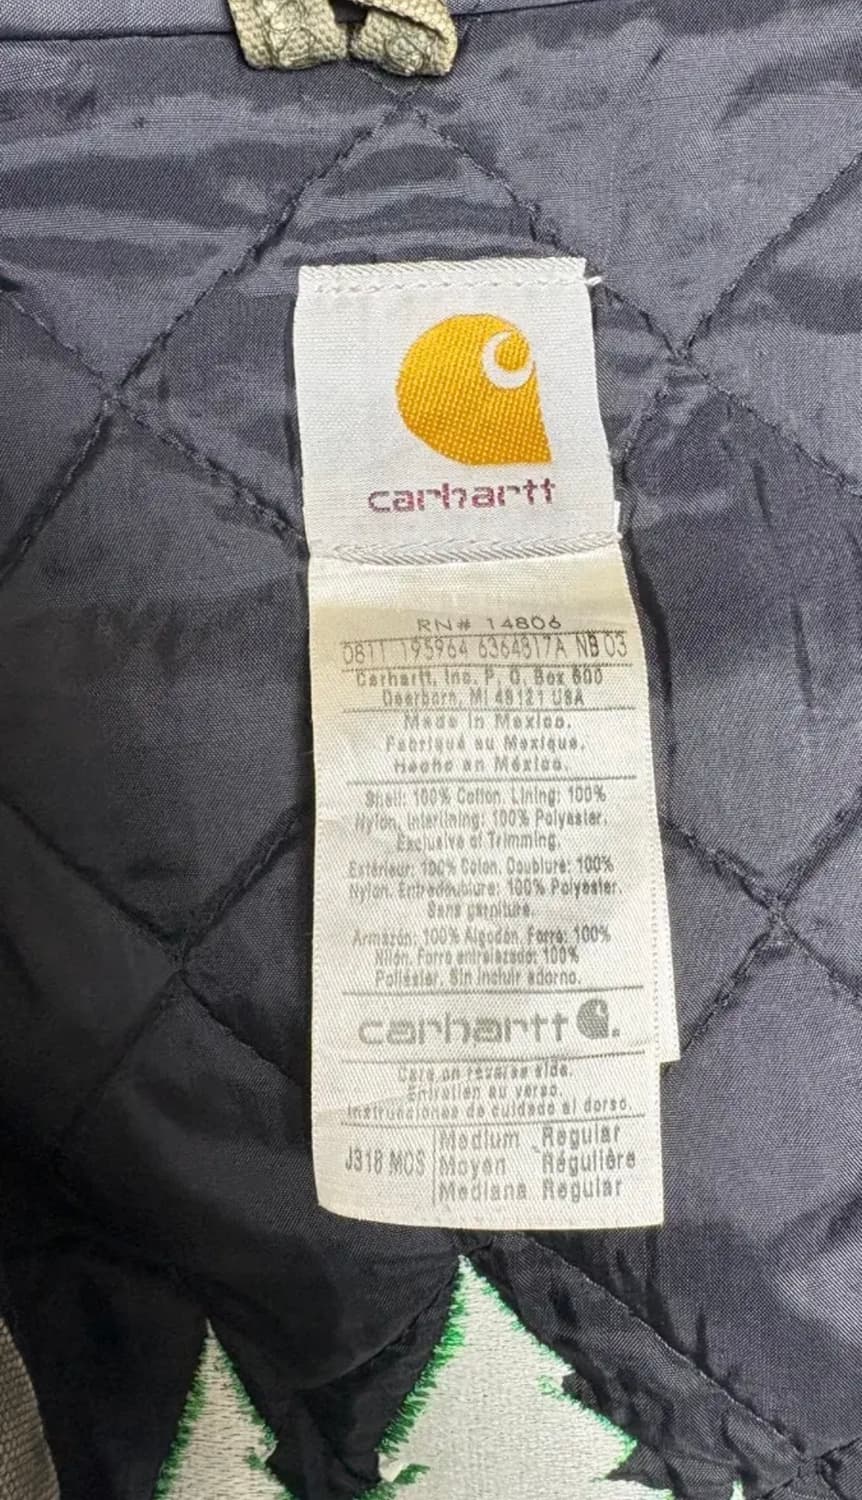 carhartt
RN# 14806
0811 195964 6364817A NB 03
Carhartt, Inc. P. O. Box 600
Dearborn, MI 48121 USA
Made in Mexico.
Fabriqué au Mexique.
Hecho en México.
Shell: 100% Cotton. Lining: 100%
Nylon. Interlining: 100% Polyester.
Exclusive of Trimming.
Extérieur: 100% Coton. Doublure: 100%
Nylon. Entredoublure: 100% Polyester.
Sans garniture.
Armazón: 100% Algodón. Forro: 100%
Nilón. Forro entrelazado: 100%
Poliéster. Sin incluir adorno.
carhartt
Care on reverse side.
Entretien au verso.
Instrucciones de cuidado al dorso.
J318 MOS Medium Regular
Moyen Régulière
Mediana Regular